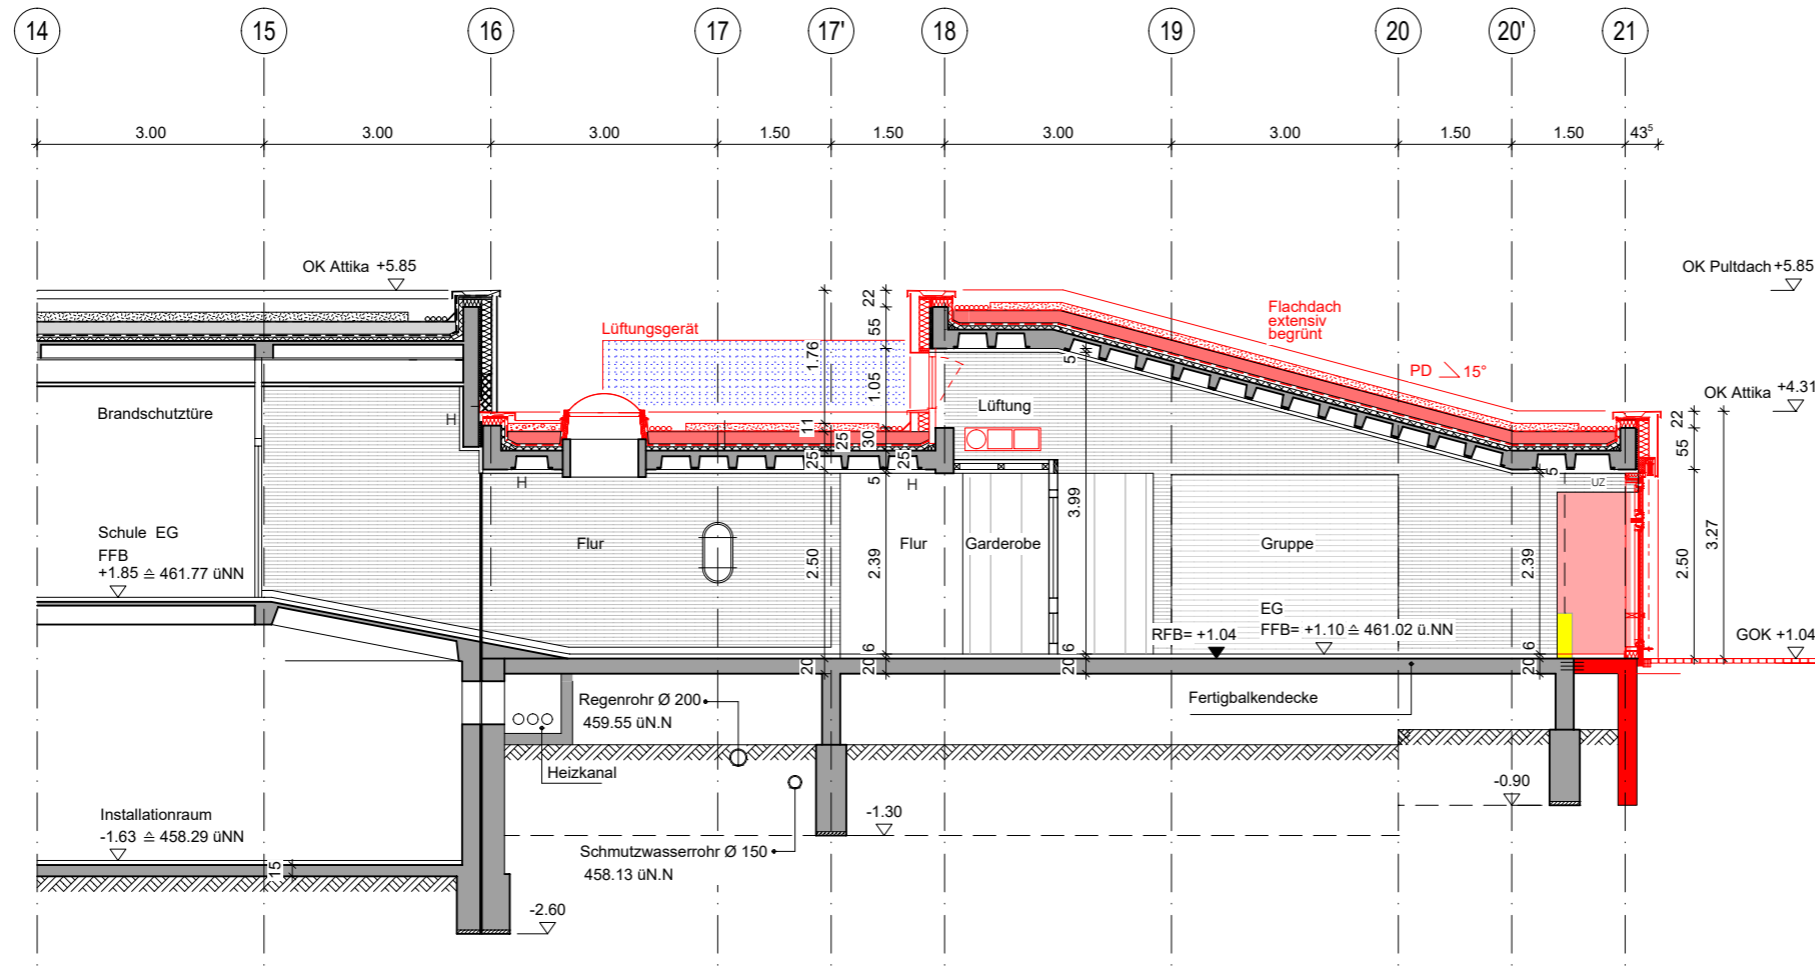 14 15 16 17 17' 18 19 20 20' 21
3.00 3.00 3.00 1.50 1.50 3.00 3.00 1.50 1.50 43⁵
OK Attika +5.85
OK Pultdach +5.85
22
55
Lüftungsgerät
Flachdach
extensiv
begrünt
1.76
1.05
5
PD 15°
OK Attika +4.31
Brandschutztüre
H
Lüftung
11
25
30
22
55
25
25
5
H
H
5
UZ
3.99
Schule EG
FFB
+1.85 ≙ 461.77 üNN
Flur
2.50
2.39
Flur
Garderobe
Gruppe
2.39
2.50
3.27
EG
FFB= +1.10 ≙ 461.02 ü.NN
RFB= +1.04
GOK +1.04
20
20 6
20 6
20 6
Regenrohr Ø 200
459.55 üN.N
Fertigbalkendecke
Heizkanal
-0.90
Installationraum
-1.63 ≙ 458.29 üNN
-1.30
15
Schmutzwasserrohr Ø 150
458.13 üN.N
-2.60